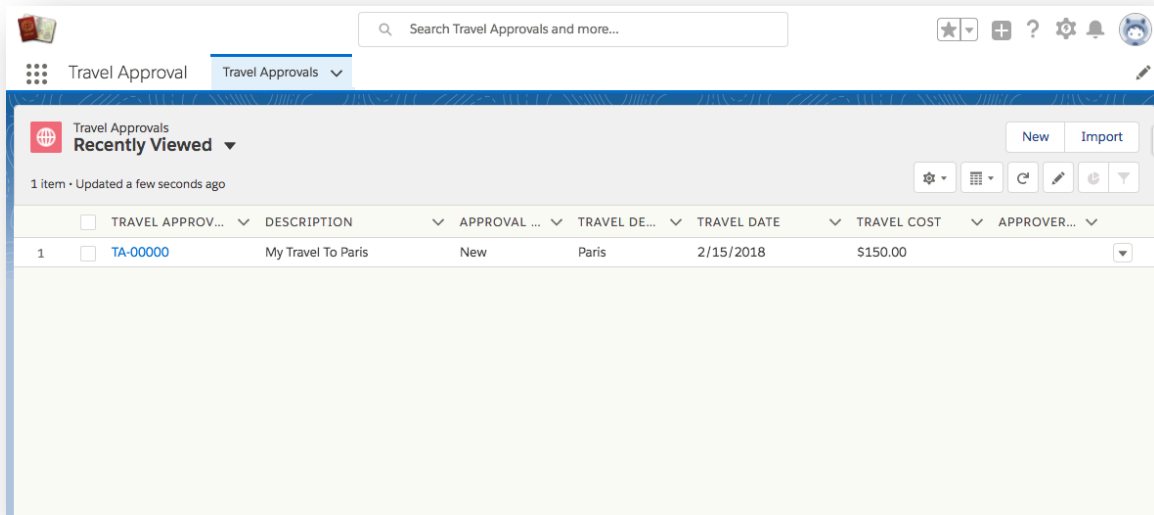 Search Travel Approvals and more...
Travel Approval
Travel Approvals
Travel Approvals
Recently Viewed
New
Import
1 item • Updated a few seconds ago
TRAVEL APPROV... DESCRIPTION APPROVAL ... TRAVEL DE... TRAVEL DATE TRAVEL COST APPROVER...
1 TA-00000 My Travel To Paris New Paris 2/15/2018 $150.00